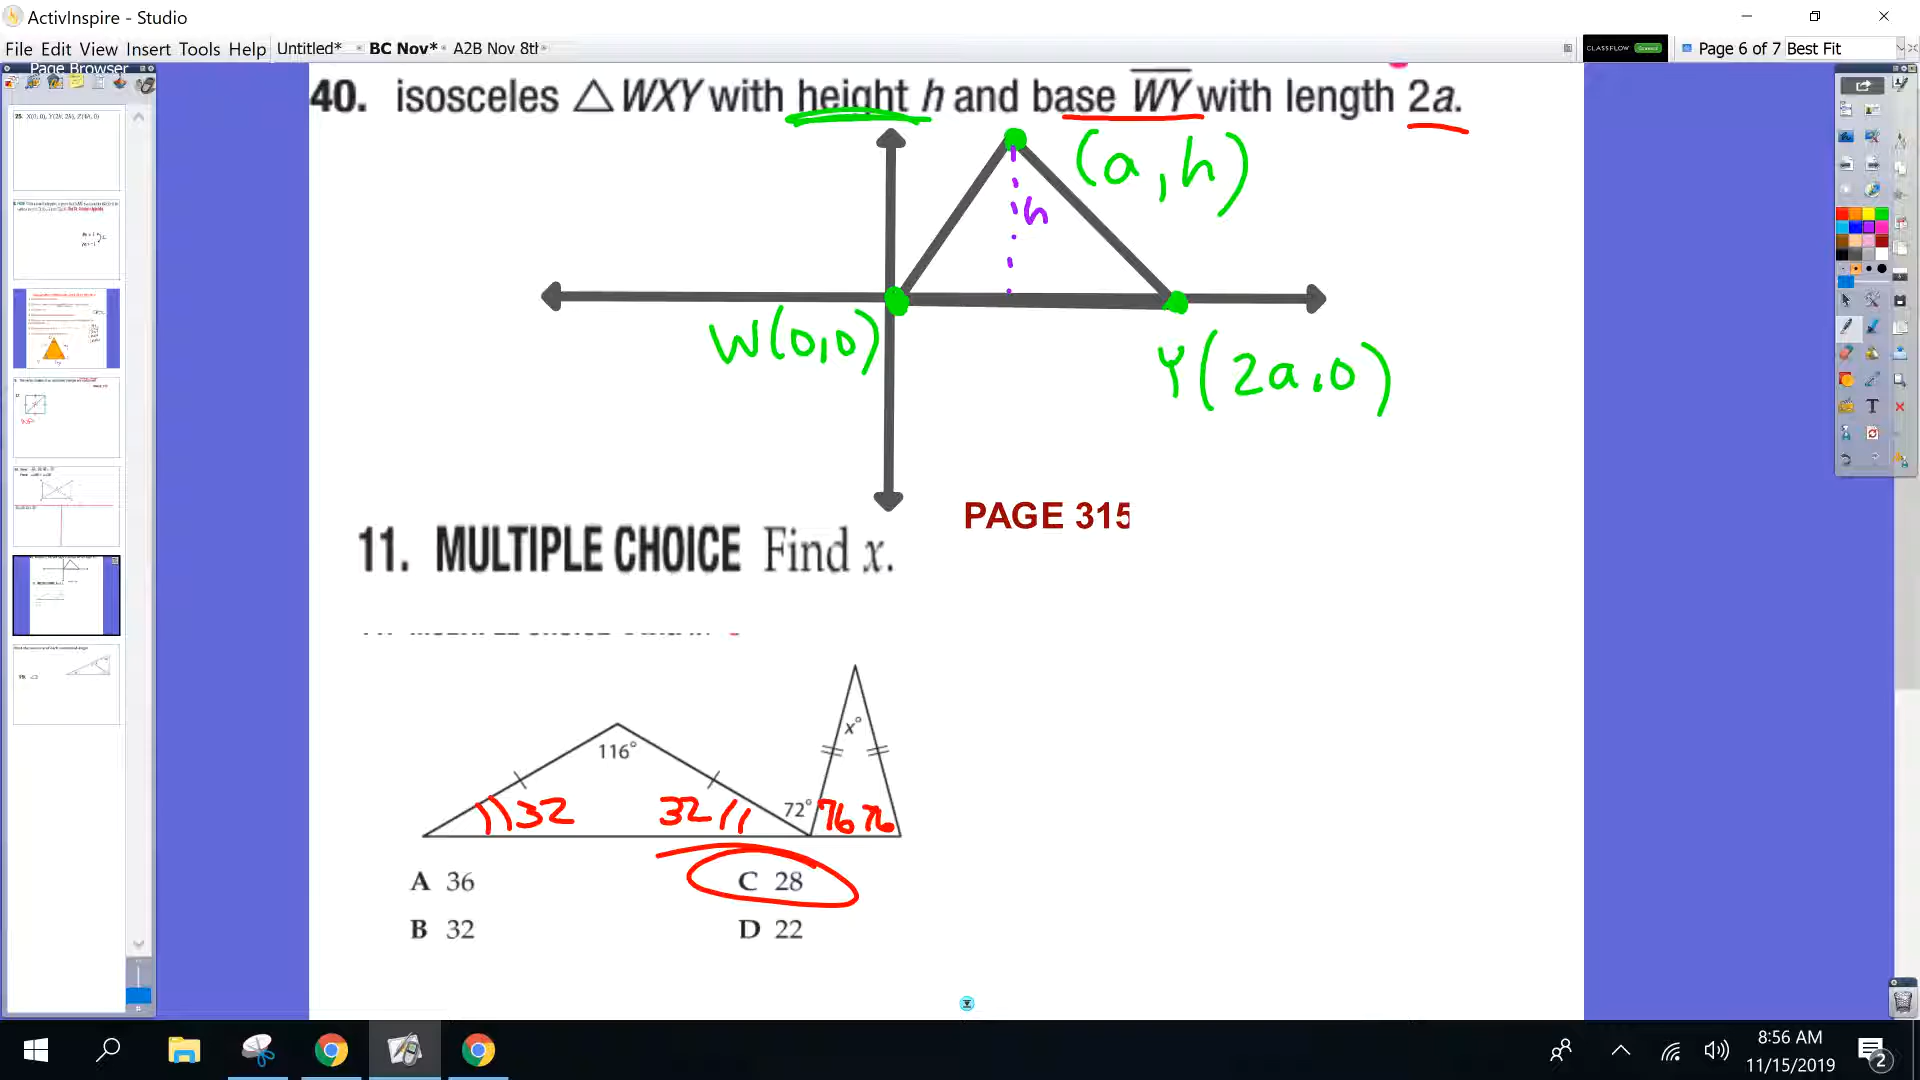 ActivInspire - Studio
File Edit View Insert Tools Help Untitled* BC Nov* A2B Nov 8th
CLASSFLOW
Page 6 of 7 Best Fit
Page Browser
40. isosceles △WXY with height h and base WY with length 2a.
(a, h)
h
W(0,0)
Y(2a,0)
PAGE 315
11. MULTIPLE CHOICE Find x.
x°
116°
32 32 72° 76 76
A 36 C 28
B 32 D 22
8:56 AM
11/15/2019
2